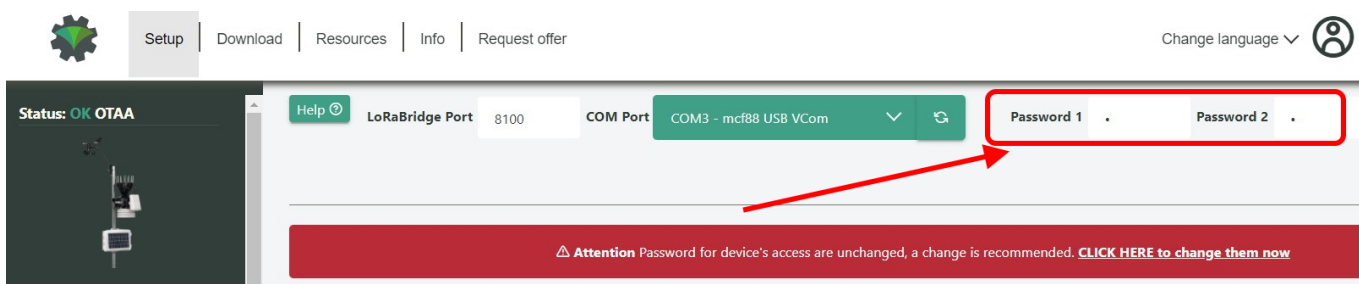 Setup Download Resources Info Request offer Change language
Status: OK OTAA
Help LoRaBridge Port 8100 COM Port COM3 - mcf88 USB VCom Password 1 . Password 2 .
Attention Password for device's access are unchanged, a change is recommended. CLICK HERE to change them now